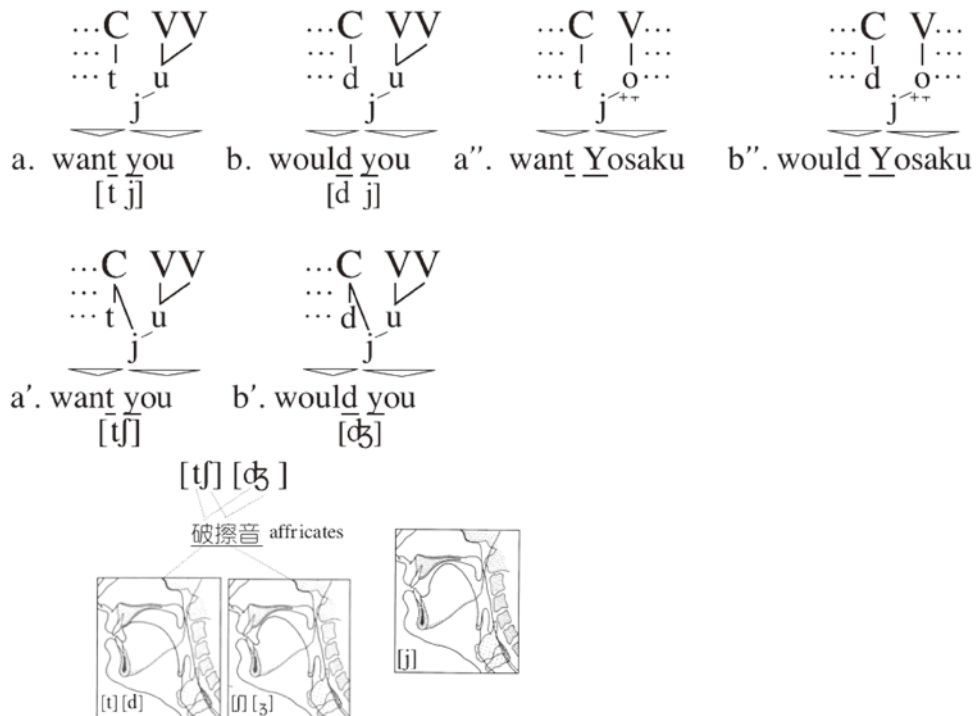 …C VV …C VV …C V… …C V…
… … … … … …
… t u … d u … t o… … d o…
j j j j
a. want you b. would you a″. want Yosaku b″. would Yosaku
[t j] [d j]
…C VV …C VV
… …
… t u … d u
j j
a′. want you b′. would you
[tʃ] [ʤ]
[tʃ] [ʤ]
破擦音 affricates
[t] [d] [ʃ] [ʒ] [j]